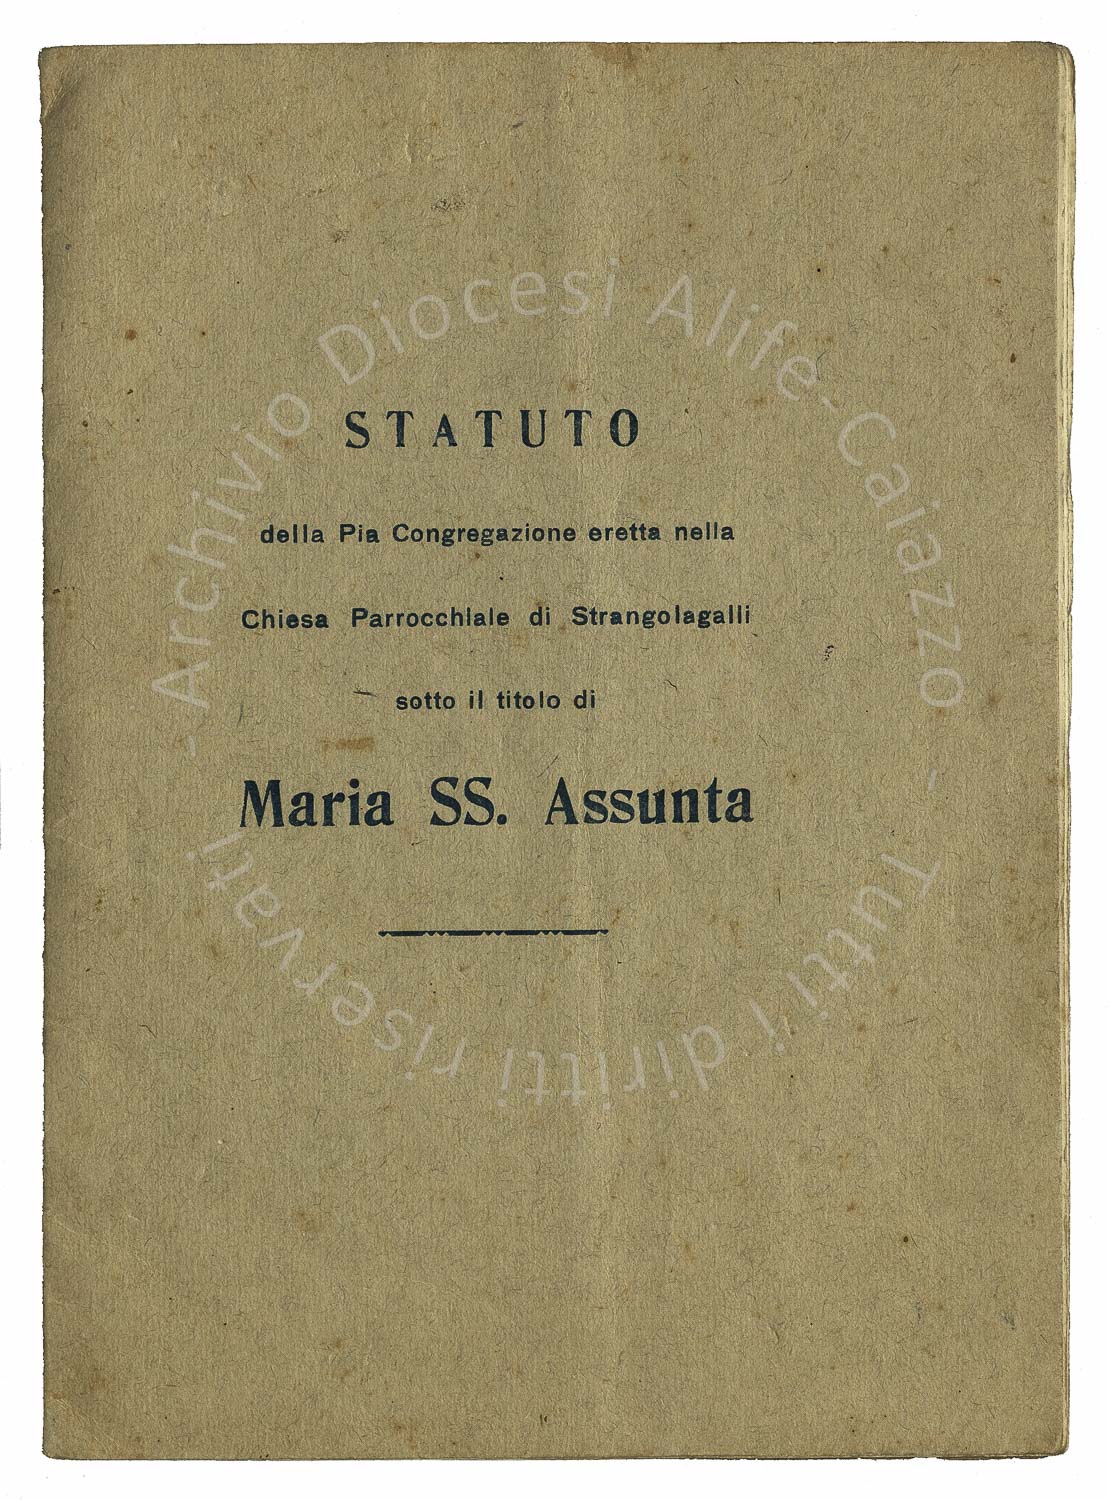 STATUTO
della Pia Congregazione eretta nella
Chiesa Parrocchiale di Strangolagalli
sotto il titolo di
Maria SS. Assunta
- Archivio Diocesi Alife-Caiazzo - Tutti i diritti riservati